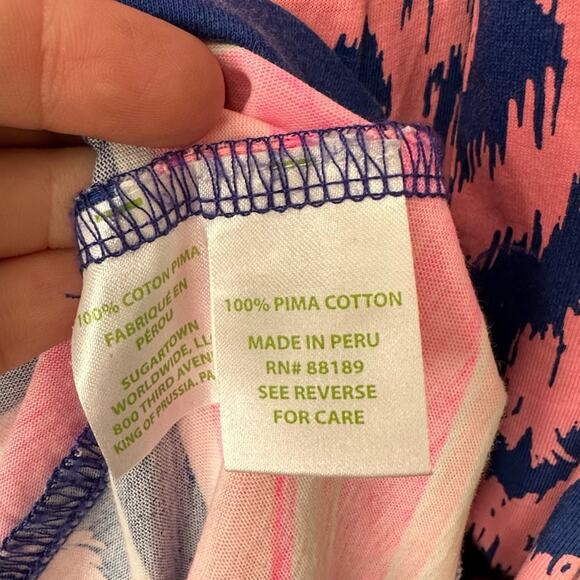 100% COTON PIMA
FABRIQUÉ EN
PÉROU
SUGARTOWN
WORLDWIDE, LL
800 THIRD AVEN
KING OF PRUSSIA, PA
100% PIMA COTTON
MADE IN PERU
RN# 88189
SEE REVERSE
FOR CARE